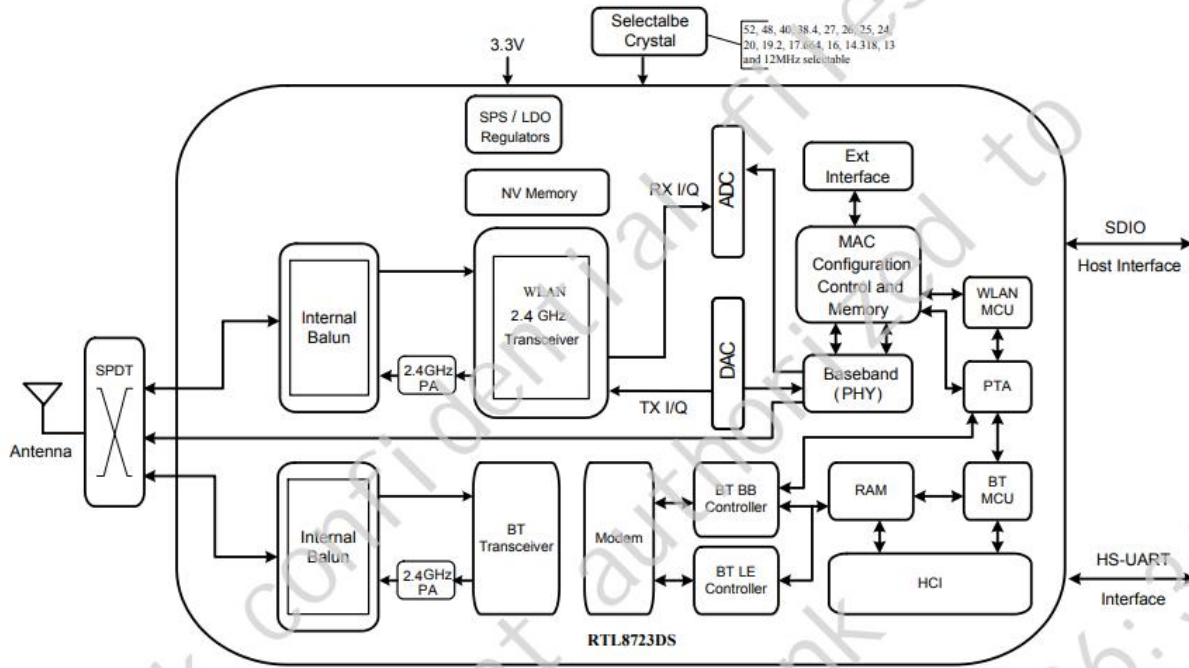 Selectalbe
Crystal
52, 48, 40, 38.4, 27, 26, 25, 24,
20, 19.2, 17.664, 16, 14.318, 13
and 12MHz selectable
3.3V
SPS / LDO
Regulators
NV Memory
RX I/Q
ADC
Ext
Interface
MAC
Configuration
Control and
Memory
SDIO
Host Interface
WLAN
MCU
WLAN
2.4 GHz
Transceiver
Internal
Balun
2.4GHz
PA
DAC
TX I/Q
Baseband
(PHY)
PTA
SPDT
Antenna
Internal
Balun
2.4GHz
PA
BT
Transceiver
Modem
BT BB
Controller
BT LE
Controller
RAM
BT
MCU
HCI
HS-UART
Interface
RTL8723DS
confidential files
authorized to